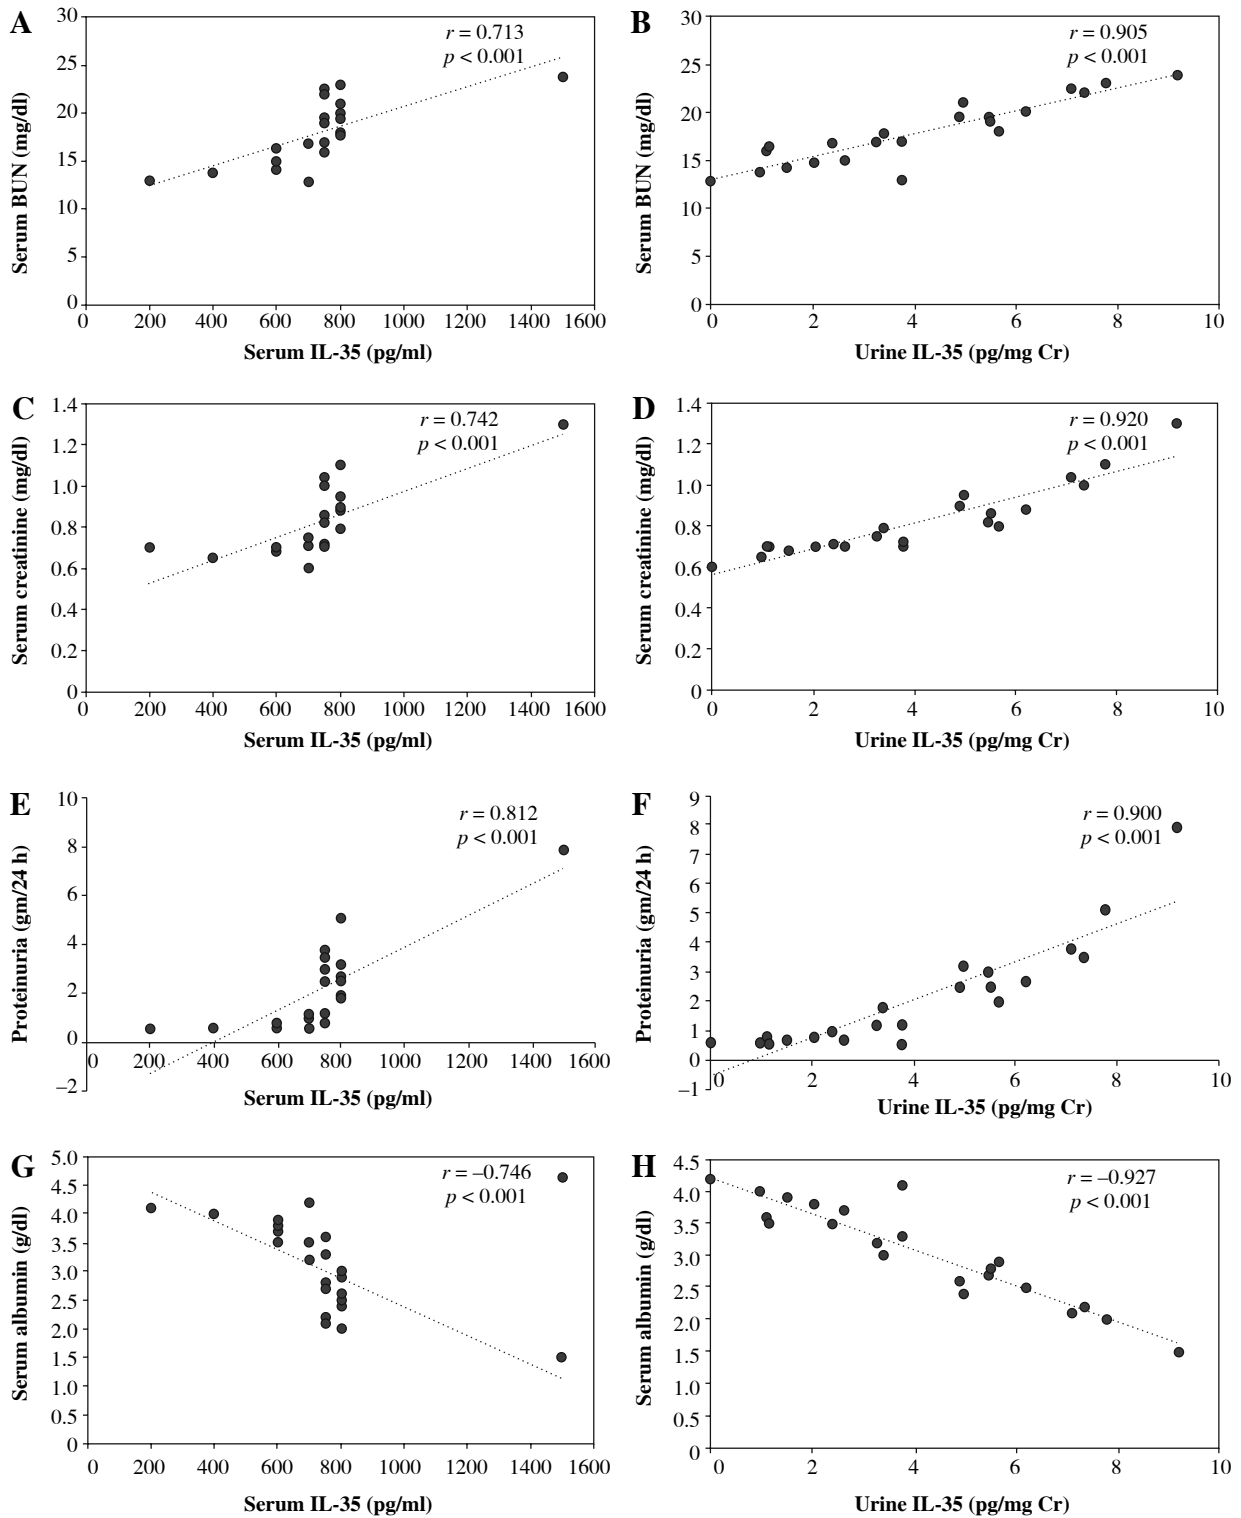 A
r = 0.713
p < 0.001
Serum BUN (mg/dl)
30
25
20
15
10
5
0
0 200 400 600 800 1000 1200 1400 1600
Serum IL-35 (pg/ml)
B
r = 0.905
p < 0.001
Serum BUN (mg/dl)
30
25
20
15
10
5
0
0 2 4 6 8 10
Urine IL-35 (pg/mg Cr)
C
r = 0.742
p < 0.001
Serum creatinine (mg/dl)
1.4
1.2
1.0
0.8
0.6
0.4
0.2
0
0 200 400 600 800 1000 1200 1400 1600
Serum IL-35 (pg/ml)
D
r = 0.920
p < 0.001
Serum creatinine (mg/dl)
1.4
1.2
1.0
0.8
0.6
0.4
0.2
0
0 2 4 6 8 10
Urine IL-35 (pg/mg Cr)
E
r = 0.812
p < 0.001
Proteinuria (gm/24 h)
10
8
6
4
2
0
–2
0 200 400 600 800 1000 1200 1400 1600
Serum IL-35 (pg/ml)
F
r = 0.900
p < 0.001
Proteinuria (gm/24 h)
9
8
7
6
5
4
3
2
1
0
–1
0 2 4 6 8 10
Urine IL-35 (pg/mg Cr)
G
r = –0.746
p < 0.001
Serum albumin (g/dl)
5.0
4.5
4.0
3.5
3.0
2.5
2.0
1.5
1.0
0.5
0
0 200 400 600 800 1000 1200 1400 1600
Serum IL-35 (pg/ml)
H
r = –0.927
p < 0.001
Serum albumin (g/dl)
4.5
4.0
3.5
3.0
2.5
2.0
1.5
1.0
0.5
0
0 2 4 6 8 10
Urine IL-35 (pg/mg Cr)